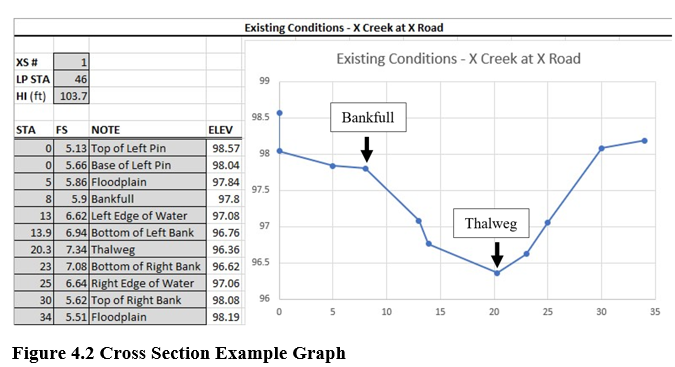 Existing Conditions - X Creek at X Road
XS # 1
LP STA 46
HI (ft) 103.7
STA FS NOTE ELEV
0 5.13 Top of Left Pin 98.57
0 5.66 Base of Left Pin 98.04
5 5.86 Floodplain 97.84
8 5.9 Bankfull 97.8
13 6.62 Left Edge of Water 97.08
13.9 6.94 Bottom of Left Bank 96.76
20.3 7.34 Thalweg 96.36
23 7.08 Bottom of Right Bank 96.62
25 6.64 Right Edge of Water 97.06
30 5.62 Top of Right Bank 98.08
34 5.51 Floodplain 98.19
Existing Conditions - X Creek at X Road
99
98.5
98
97.5
97
96.5
96
Bankfull
Thalweg
0 5 10 15 20 25 30 35
Figure 4.2 Cross Section Example Graph